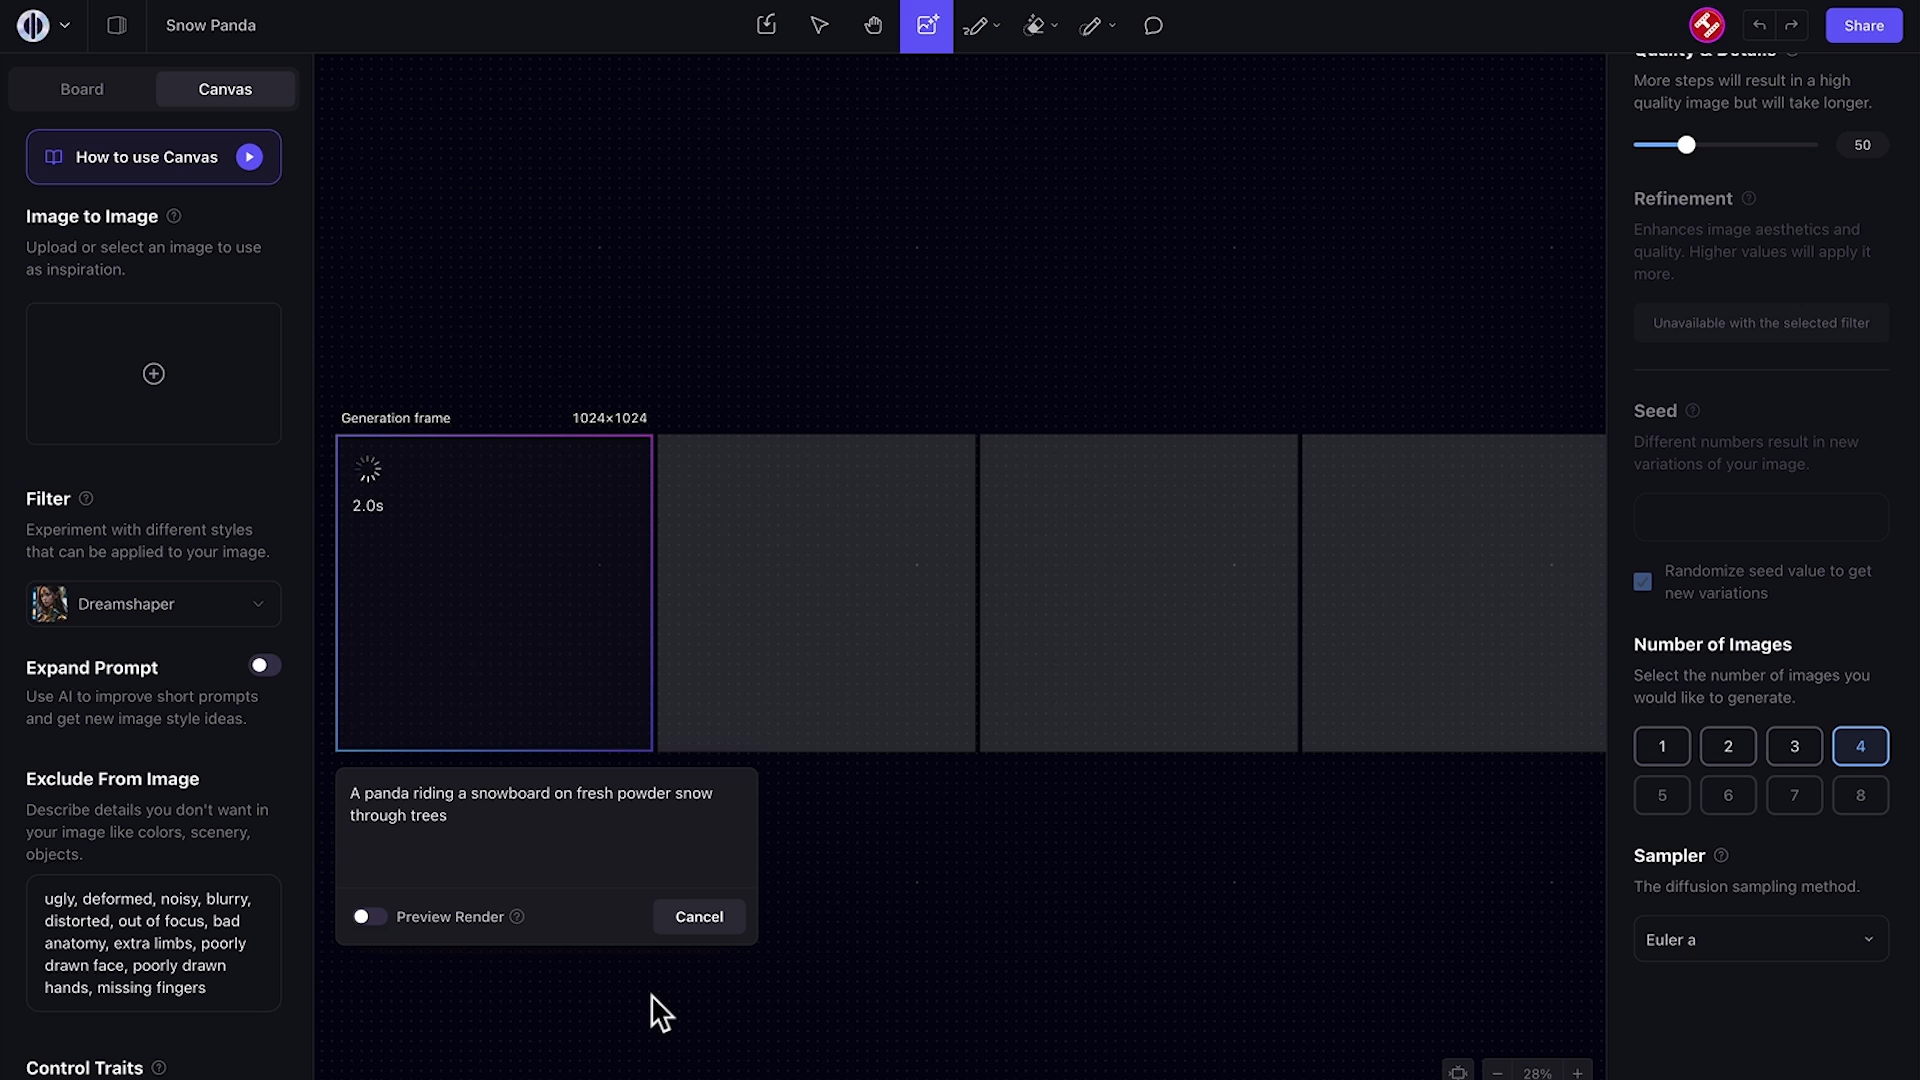 Snow Panda
Share
Board
Canvas
How to use Canvas
Image to Image
Upload or select an image to use
as inspiration.
Filter
Experiment with different styles
that can be applied to your image.
Dreamshaper
Expand Prompt
Use AI to improve short prompts
and get new image style ideas.
Exclude From Image
Describe details you don't want in
your image like colors, scenery,
objects.
ugly, deformed, noisy, blurry,
distorted, out of focus, bad
anatomy, extra limbs, poorly
drawn face, poorly drawn
hands, missing fingers
Control Traits
Generation frame
1024×1024
2.0s
A panda riding a snowboard on fresh powder snow
through trees
Preview Render
Cancel
28%
Quality & Details
More steps will result in a high
quality image but will take longer.
50
Refinement
Enhances image aesthetics and
quality. Higher values will apply it
more.
Unavailable with the selected filter
Seed
Different numbers result in new
variations of your image.
Randomize seed value to get
new variations
Number of Images
Select the number of images you
would like to generate.
1 2 3 4
5 6 7 8
Sampler
The diffusion sampling method.
Euler a